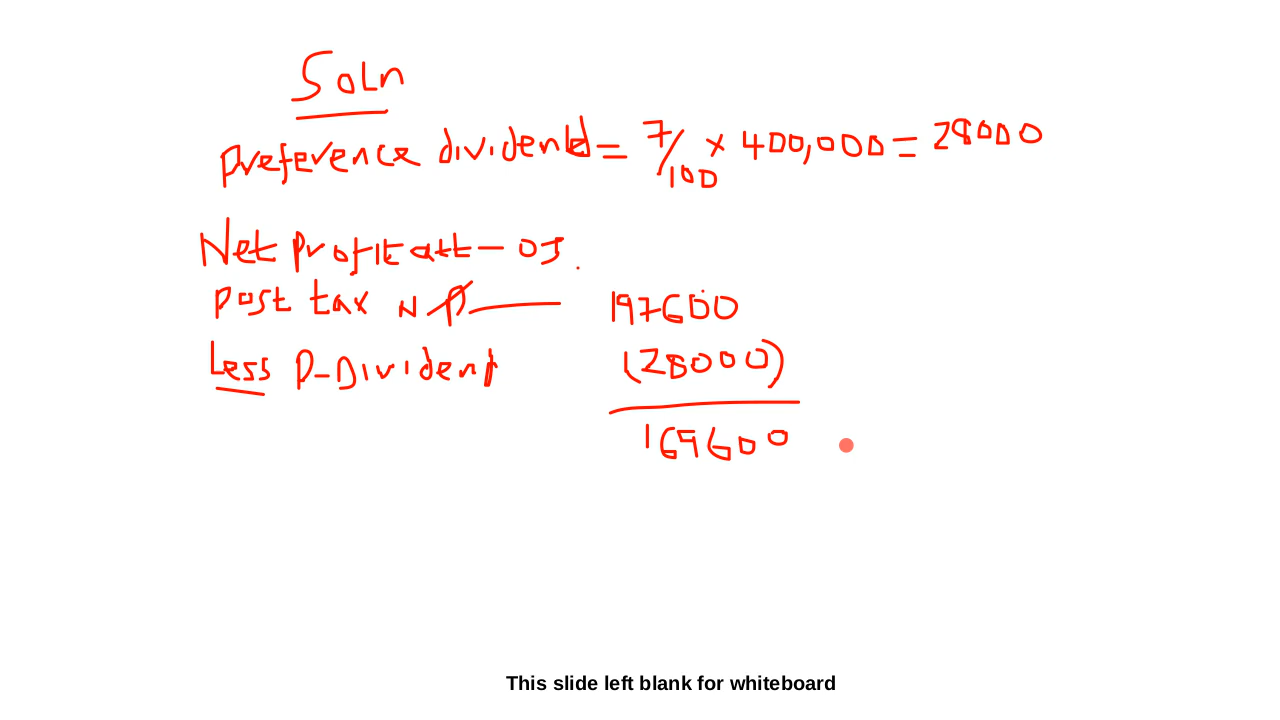 Soln
preference dividend = 7/100 × 400,000 = 28000
Net profit att - OS.
post tax N.P 197600
Less P-Dividend (28000)
169600
This slide left blank for whiteboard